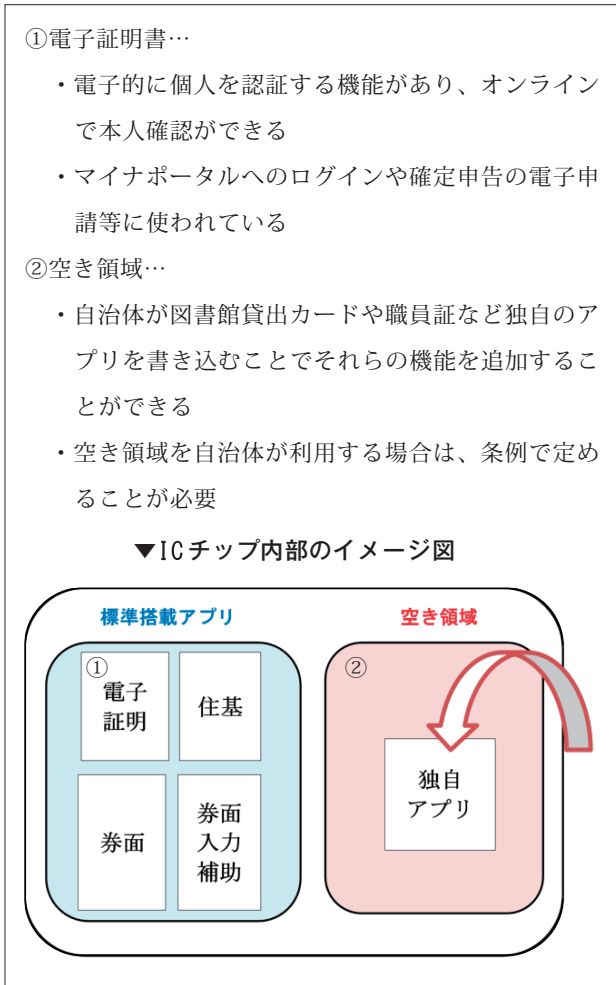 ①電子証明書…
・電子的に個人を認証する機能があり、オンライン
で本人確認ができる
・マイナポータルへのログインや確定申告の電子申
請等に使われている
②空き領域…
・自治体が図書館貸出カードや職員証など独自のア
プリを書き込むことでそれらの機能を追加するこ
とができる
・空き領域を自治体が利用する場合は、条例で定め
ることが必要
▼ICチップ内部のイメージ図
標準搭載アプリ
空き領域
①
電子
証明
住基
券面
券面
入力
補助
②
独自
アプリ